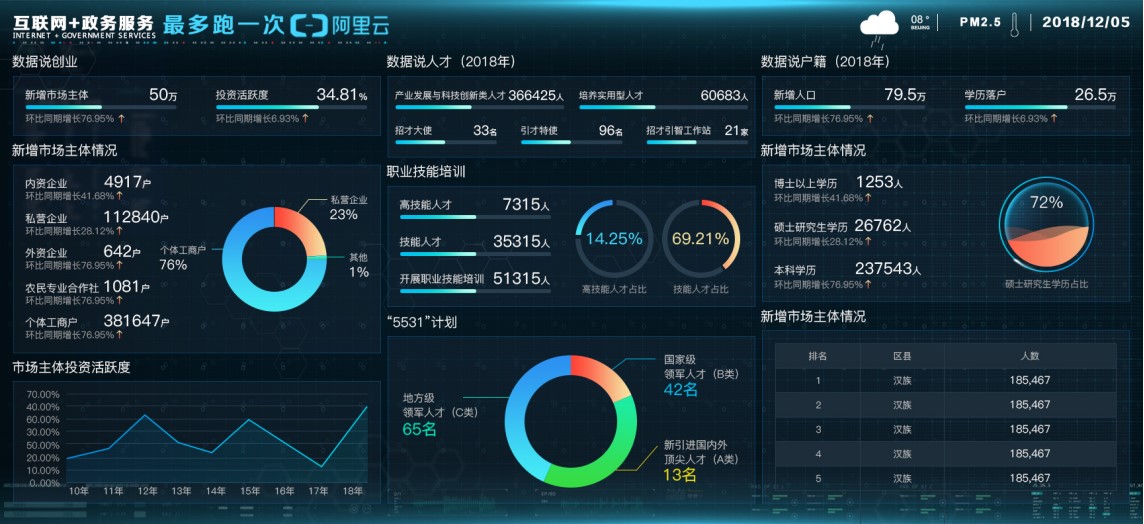 互联网+政务服务
INTERNET + GOVERNMENT SERVICES
最多跑一次
阿里云
08°
BEIJING
PM2.5
2018/12/05
数据说创业
新增市场主体 50万
环比同期增长76.95% ↑
投资活跃度 34.81%
环比同期增长6.93% ↑
新增市场主体情况
内资企业 4917户
环比同期增长41.68% ↑
私营企业 112840户
环比同期增长28.12% ↑
外资企业 642户
环比同期增长76.95% ↑
农民专业合作社 1081户
环比同期增长76.95% ↑
个体工商户 381647户
环比同期增长76.95% ↑
私营企业
23%
个体工商户
76%
其他
1%
市场主体投资活跃度
70.00%
40.00%
60.00%
30.00%
50.00%
20.00%
10.00%
0.00%
10年 11年 12年 13年 14年 15年 16年 17年 18年
数据说人才（2018年）
产业发展与科技创新类人才 366425人
培养实用型人才 60683人
招才大使 33名
引才特使 96名
招才引智工作站 21家
职业技能培训
高技能人才 7315人
技能人才 35315人
开展职业技能培训 51315人
14.25%
高技能人才占比
69.21%
技能人才占比
“5531”计划
国家级
领军人才（B类）
42名
地方级
领军人才（C类）
65名
新引进国内外
顶尖人才（A类）
13名
数据说户籍（2018年）
新增人口 79.5万
环比同期增长76.95% ↑
学历落户 26.5万
环比同期增长6.93% ↑
新增市场主体情况
博士以上学历 1253人
环比同期增长41.68% ↑
硕士研究生学历 26762人
环比同期增长28.12% ↑
本科学历 237543人
环比同期增长76.95% ↑
72%
硕士研究生学历占比
新增市场主体情况
排名 区县 人数
1 汉族 185,467
2 汉族 185,467
3 汉族 185,467
4 汉族 185,467
5 汉族 185,467